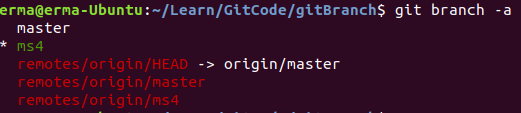 erma@erma-Ubuntu:~/Learn/GitCode/gitBranch$ git branch -a
  master
* ms4
  remotes/origin/HEAD -> origin/master
  remotes/origin/master
  remotes/origin/ms4